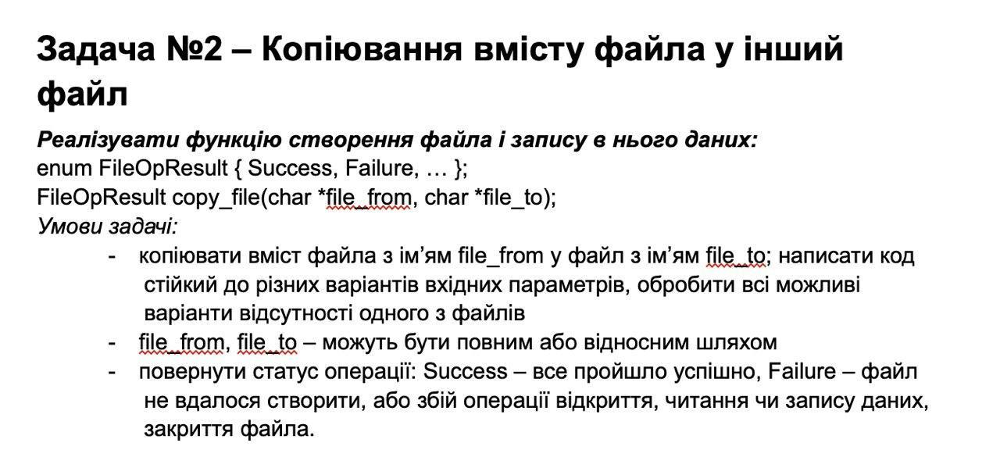 Задача №2 – Копіювання вмісту файла у інший
файл
Реалізувати функцію створення файла і запису в нього даних:
enum FileOpResult { Success, Failure, … };
FileOpResult copy_file(char *file_from, char *file_to);
Умови задачі:
- копіювати вміст файла з ім’ям file_from у файл з ім’ям file_to; написати код
стійкий до різних варіантів вхідних параметрів, обробити всі можливі
варіанти відсутності одного з файлів
- file_from, file_to – можуть бути повним або відносним шляхом
- повернути статус операції: Success – все пройшло успішно, Failure – файл
не вдалося створити, або збій операції відкриття, читання чи запису даних,
закриття файла.